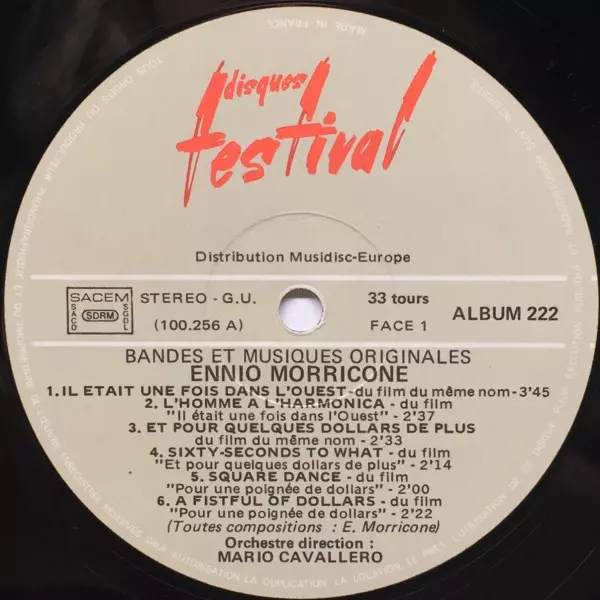 MADE IN FRANCE
disques
festival
Distribution Musidisc-Europe
SACEM
SACD SDRM SGDL
STEREO - G.U.
(100.256 A)
33 tours
FACE 1
ALBUM 222
BANDES ET MUSIQUES ORIGINALES
ENNIO MORRICONE
1.IL ETAIT UNE FOIS DANS L'OUEST-du film du même nom-3'45
2. L'HOMME A L'HARMONICA - du film
"Il était une fois dans l'Ouest" - 2'37
3. ET POUR QUELQUES DOLLARS DE PLUS
du film du même nom - 2'33
4. SIXTY-SECONDS TO WHAT - du film
"Et pour quelques dollars de plus" - 2'14
5. SQUARE DANCE - du film
"Pour une poignée de dollars" - 2'00
6. A FISTFUL OF DOLLARS - du film
"Pour une poignée de dollars" - 2'22
(Toutes compositions : E. Morricone)
Orchestre direction :
MARIO CAVALLERO